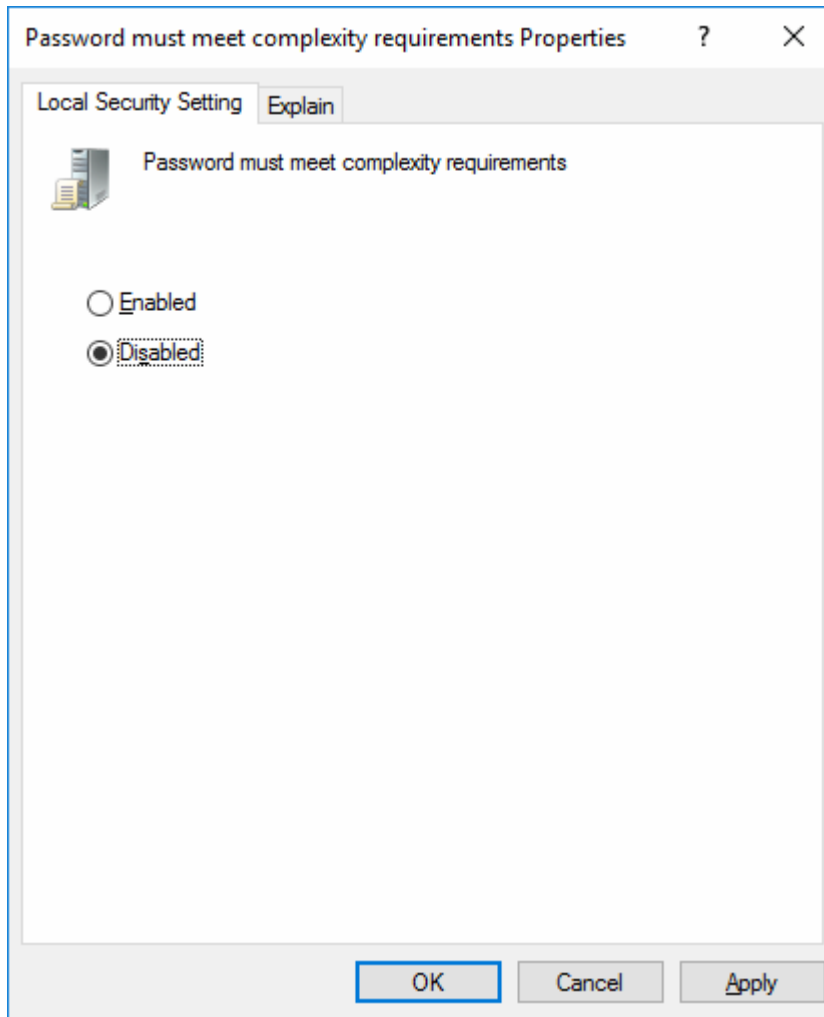 Password must meet complexity requirements Properties ?
Local Security Setting Explain
Password must meet complexity requirements
Enabled
Disabled
OK Cancel Apply